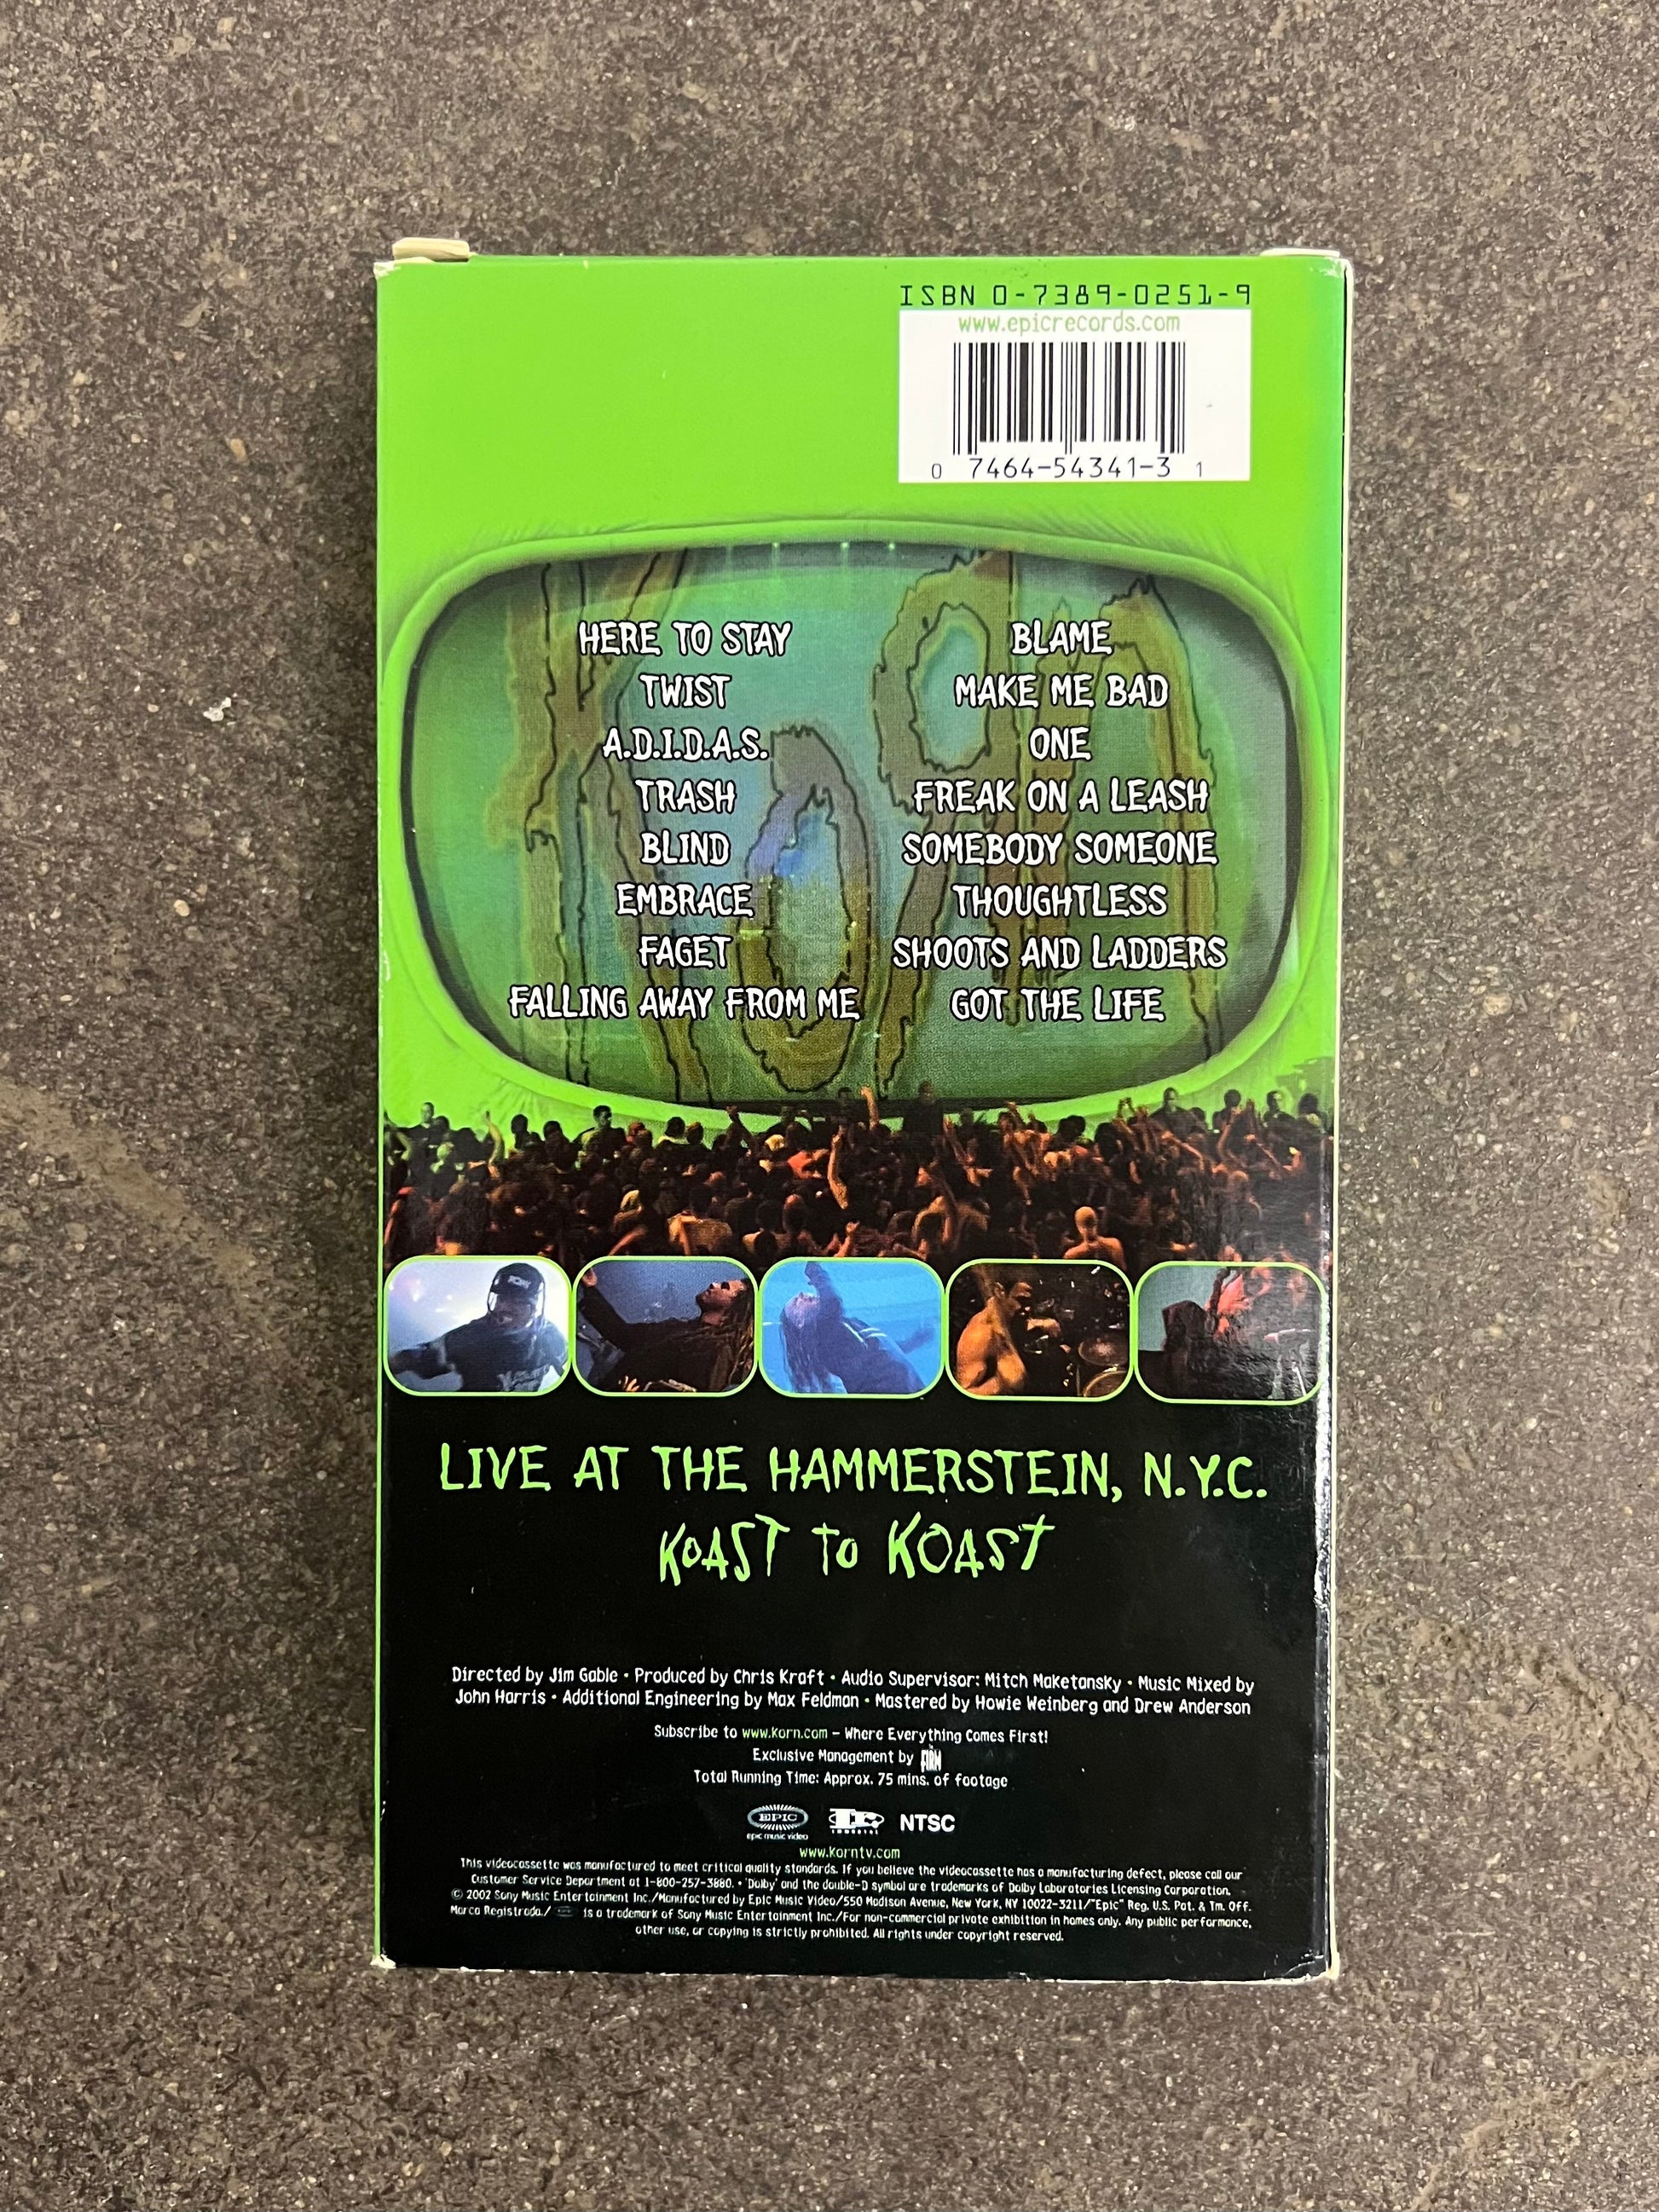 ISBN 0-7389-0251-9
www.epicrecords.com
0 7464-54341-3 1
Korn
HERE TO STAY
TWIST
A.D.I.D.A.S.
TRASH
BLIND
EMBRACE
FAGET
FALLING AWAY FROM ME
BLAME
MAKE ME BAD
ONE
FREAK ON A LEASH
SOMEBODY SOMEONE
THOUGHTLESS
SHOOTS AND LADDERS
GOT THE LIFE
LIVE AT THE HAMMERSTEIN, N.Y.C.
KOAST TO KOAST
Directed by Jim Gable • Produced by Chris Kraft • Audio Supervisor: Mitch Maketansky • Music Mixed by
John Harris • Additional Engineering by Max Feldman • Mastered by Howie Weinberg and Drew Anderson
Subscribe to www.korn.com – Where Everything Comes First!
Exclusive Management by THE FIRM
Total Running Time: Approx. 75 mins. of footage
EPIC
epic music video
IMMORTAL
NTSC
www.korntv.com
This videocassette was manufactured to meet critical quality standards. If you believe the videocassette has a manufacturing defect, please call our
Customer Service Department at 1-800-257-3880. • 'Dolby' and the double-D symbol are trademarks of Dolby Laboratories Licensing Corporation.
© 2002 Sony Music Entertainment Inc./Manufactured by Epic Music Video/550 Madison Avenue, New York, NY 10022-3211/"Epic" Reg. U.S. Pat. & Tm. Off.
Marca Registrada./ is a trademark of Sony Music Entertainment Inc./For non-commercial private exhibition in homes only. Any public performance,
other use, or copying is strictly prohibited. All rights under copyright reserved.